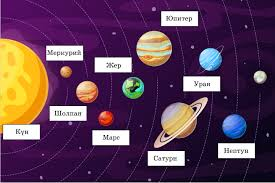 Юпитер
Меркурий
Жер
Уран
Шолпан
Күн
Марс
Сатурн
Нептун